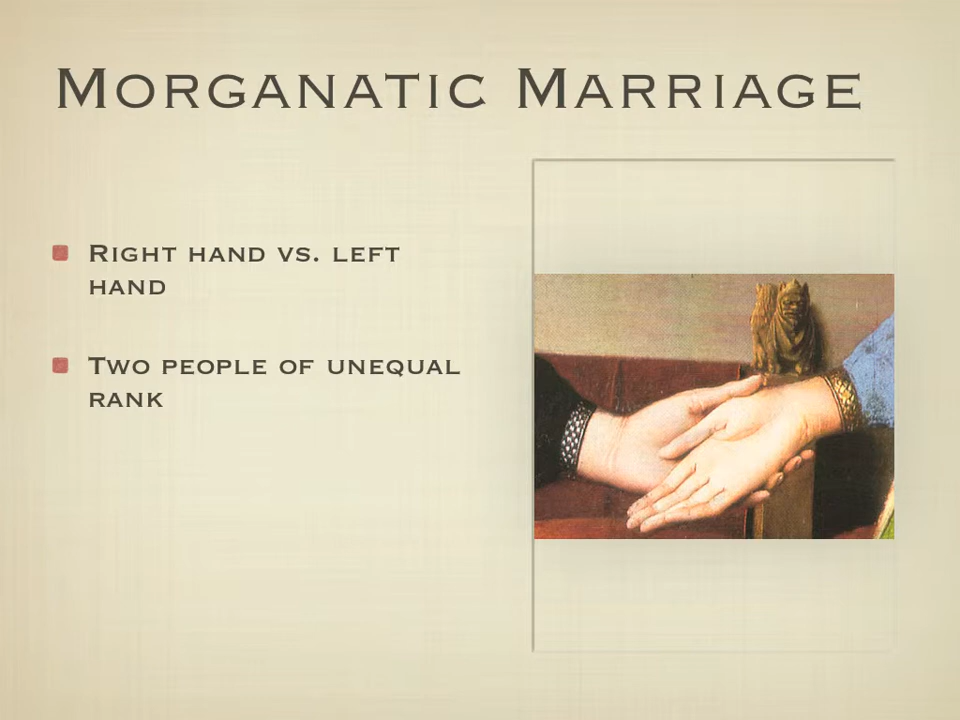 Morganatic Marriage
Right hand vs. left
hand
Two people of unequal
rank